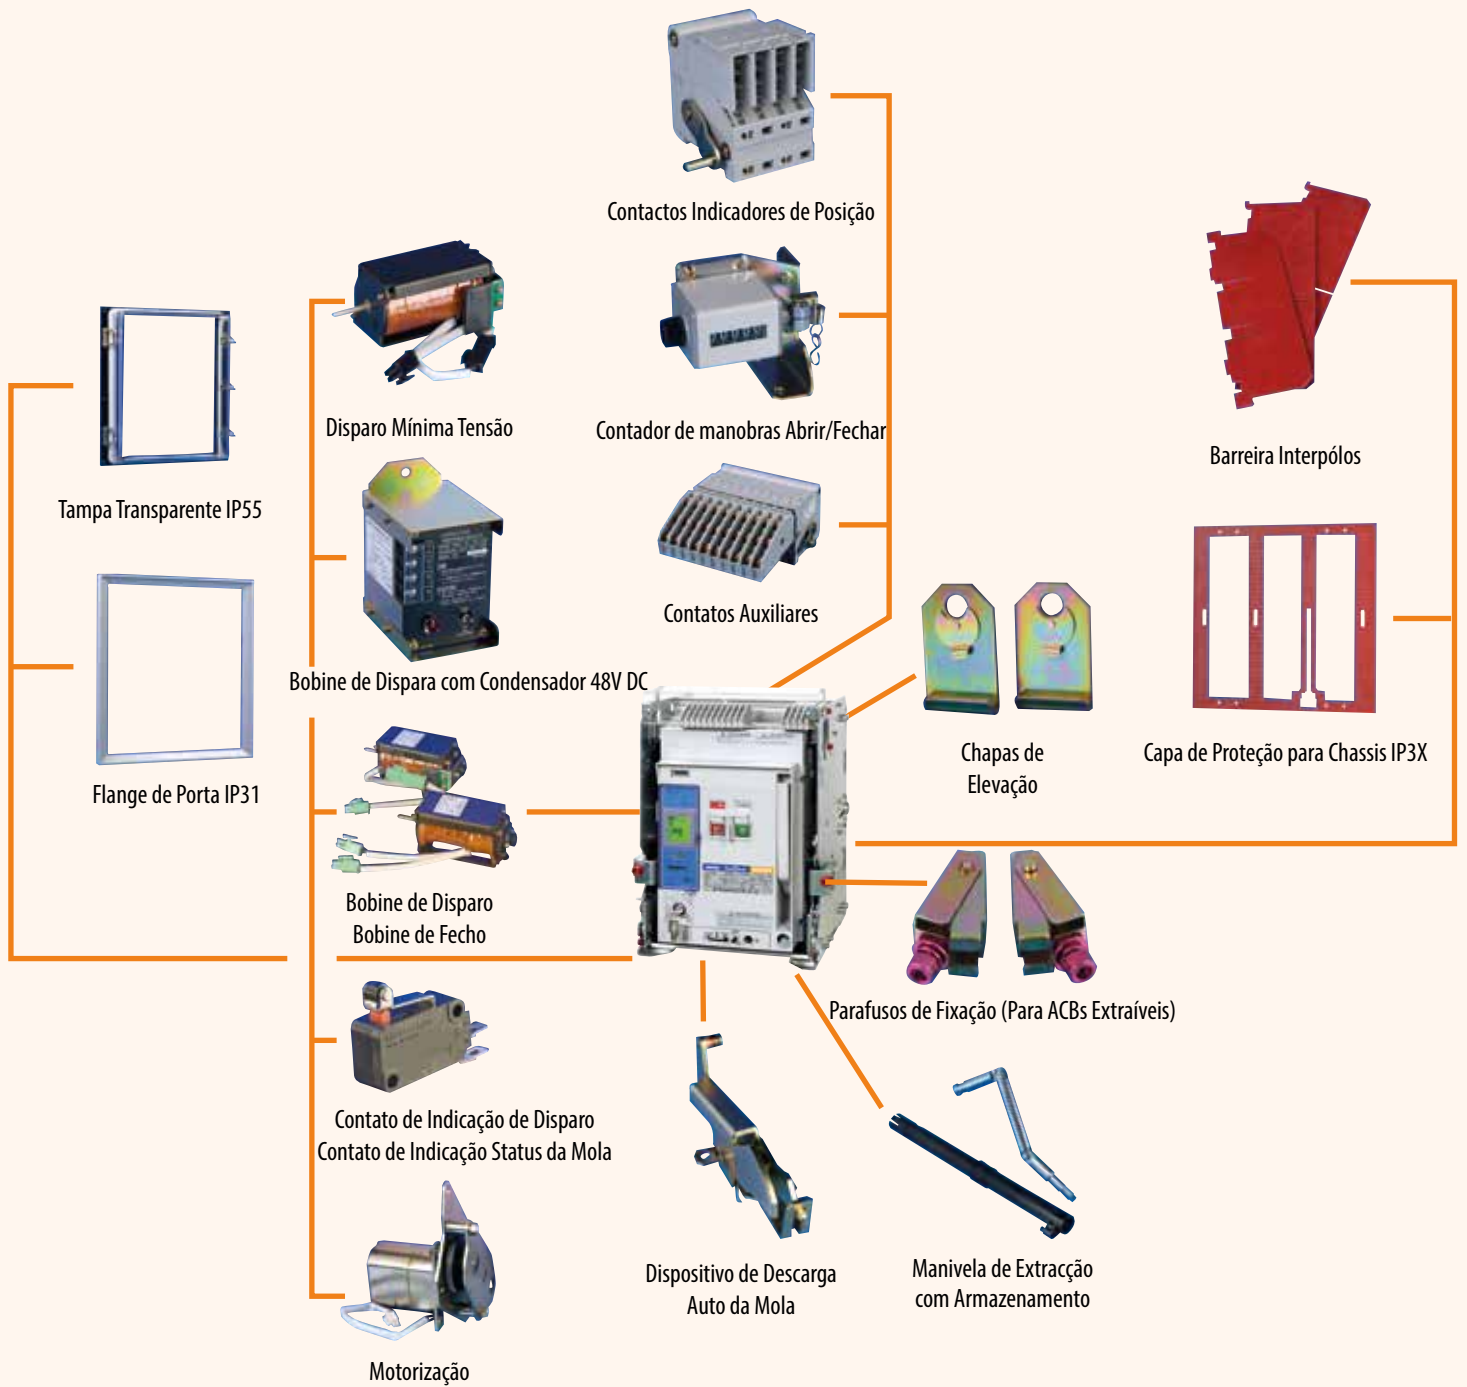 Contactos Indicadores de Posição
Disparo Mínima Tensão
Contador de manobras Abrir/Fechar
Barreira Interpólos
Tampa Transparente IP55
Contatos Auxiliares
Bobine de Dispara com Condensador 48V DC
Chapas de
Elevação
Capa de Proteção para Chassis IP3X
Flange de Porta IP31
Bobine de Disparo
Bobine de Fecho
Parafusos de Fixação (Para ACBs Extraíveis)
Contato de Indicação de Disparo
Contato de Indicação Status da Mola
Dispositivo de Descarga
Auto da Mola
Manivela de Extracção
com Armazenamento
Motorização